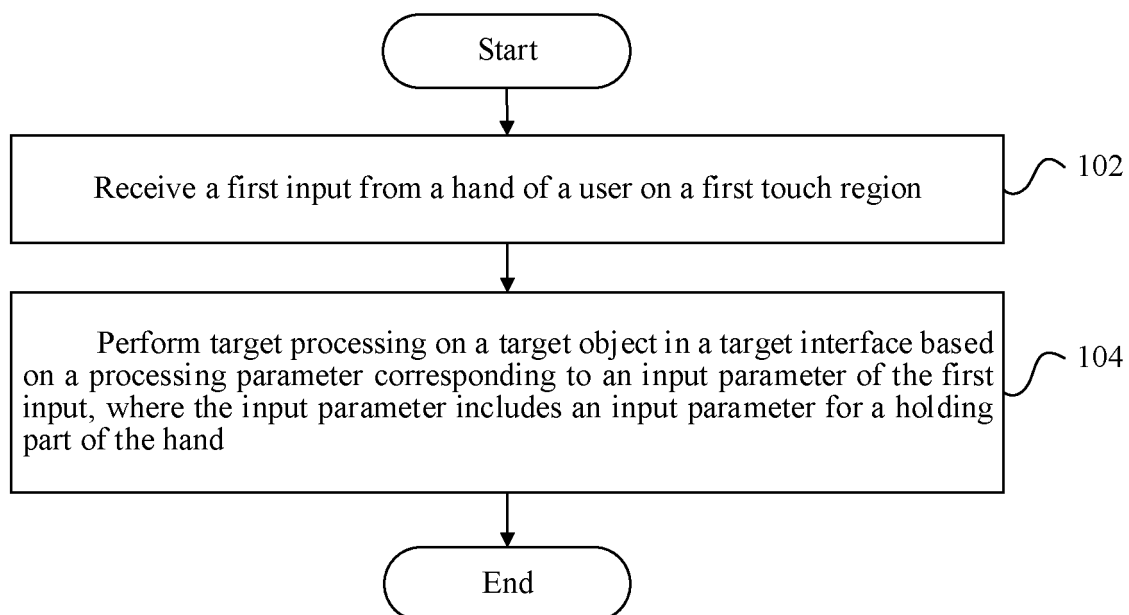 Start
Receive a first input from a hand of a user on a first touch region
102
Perform target processing on a target object in a target interface based
on a processing parameter corresponding to an input parameter of the first
input, where the input parameter includes an input parameter for a holding
part of the hand
104
End